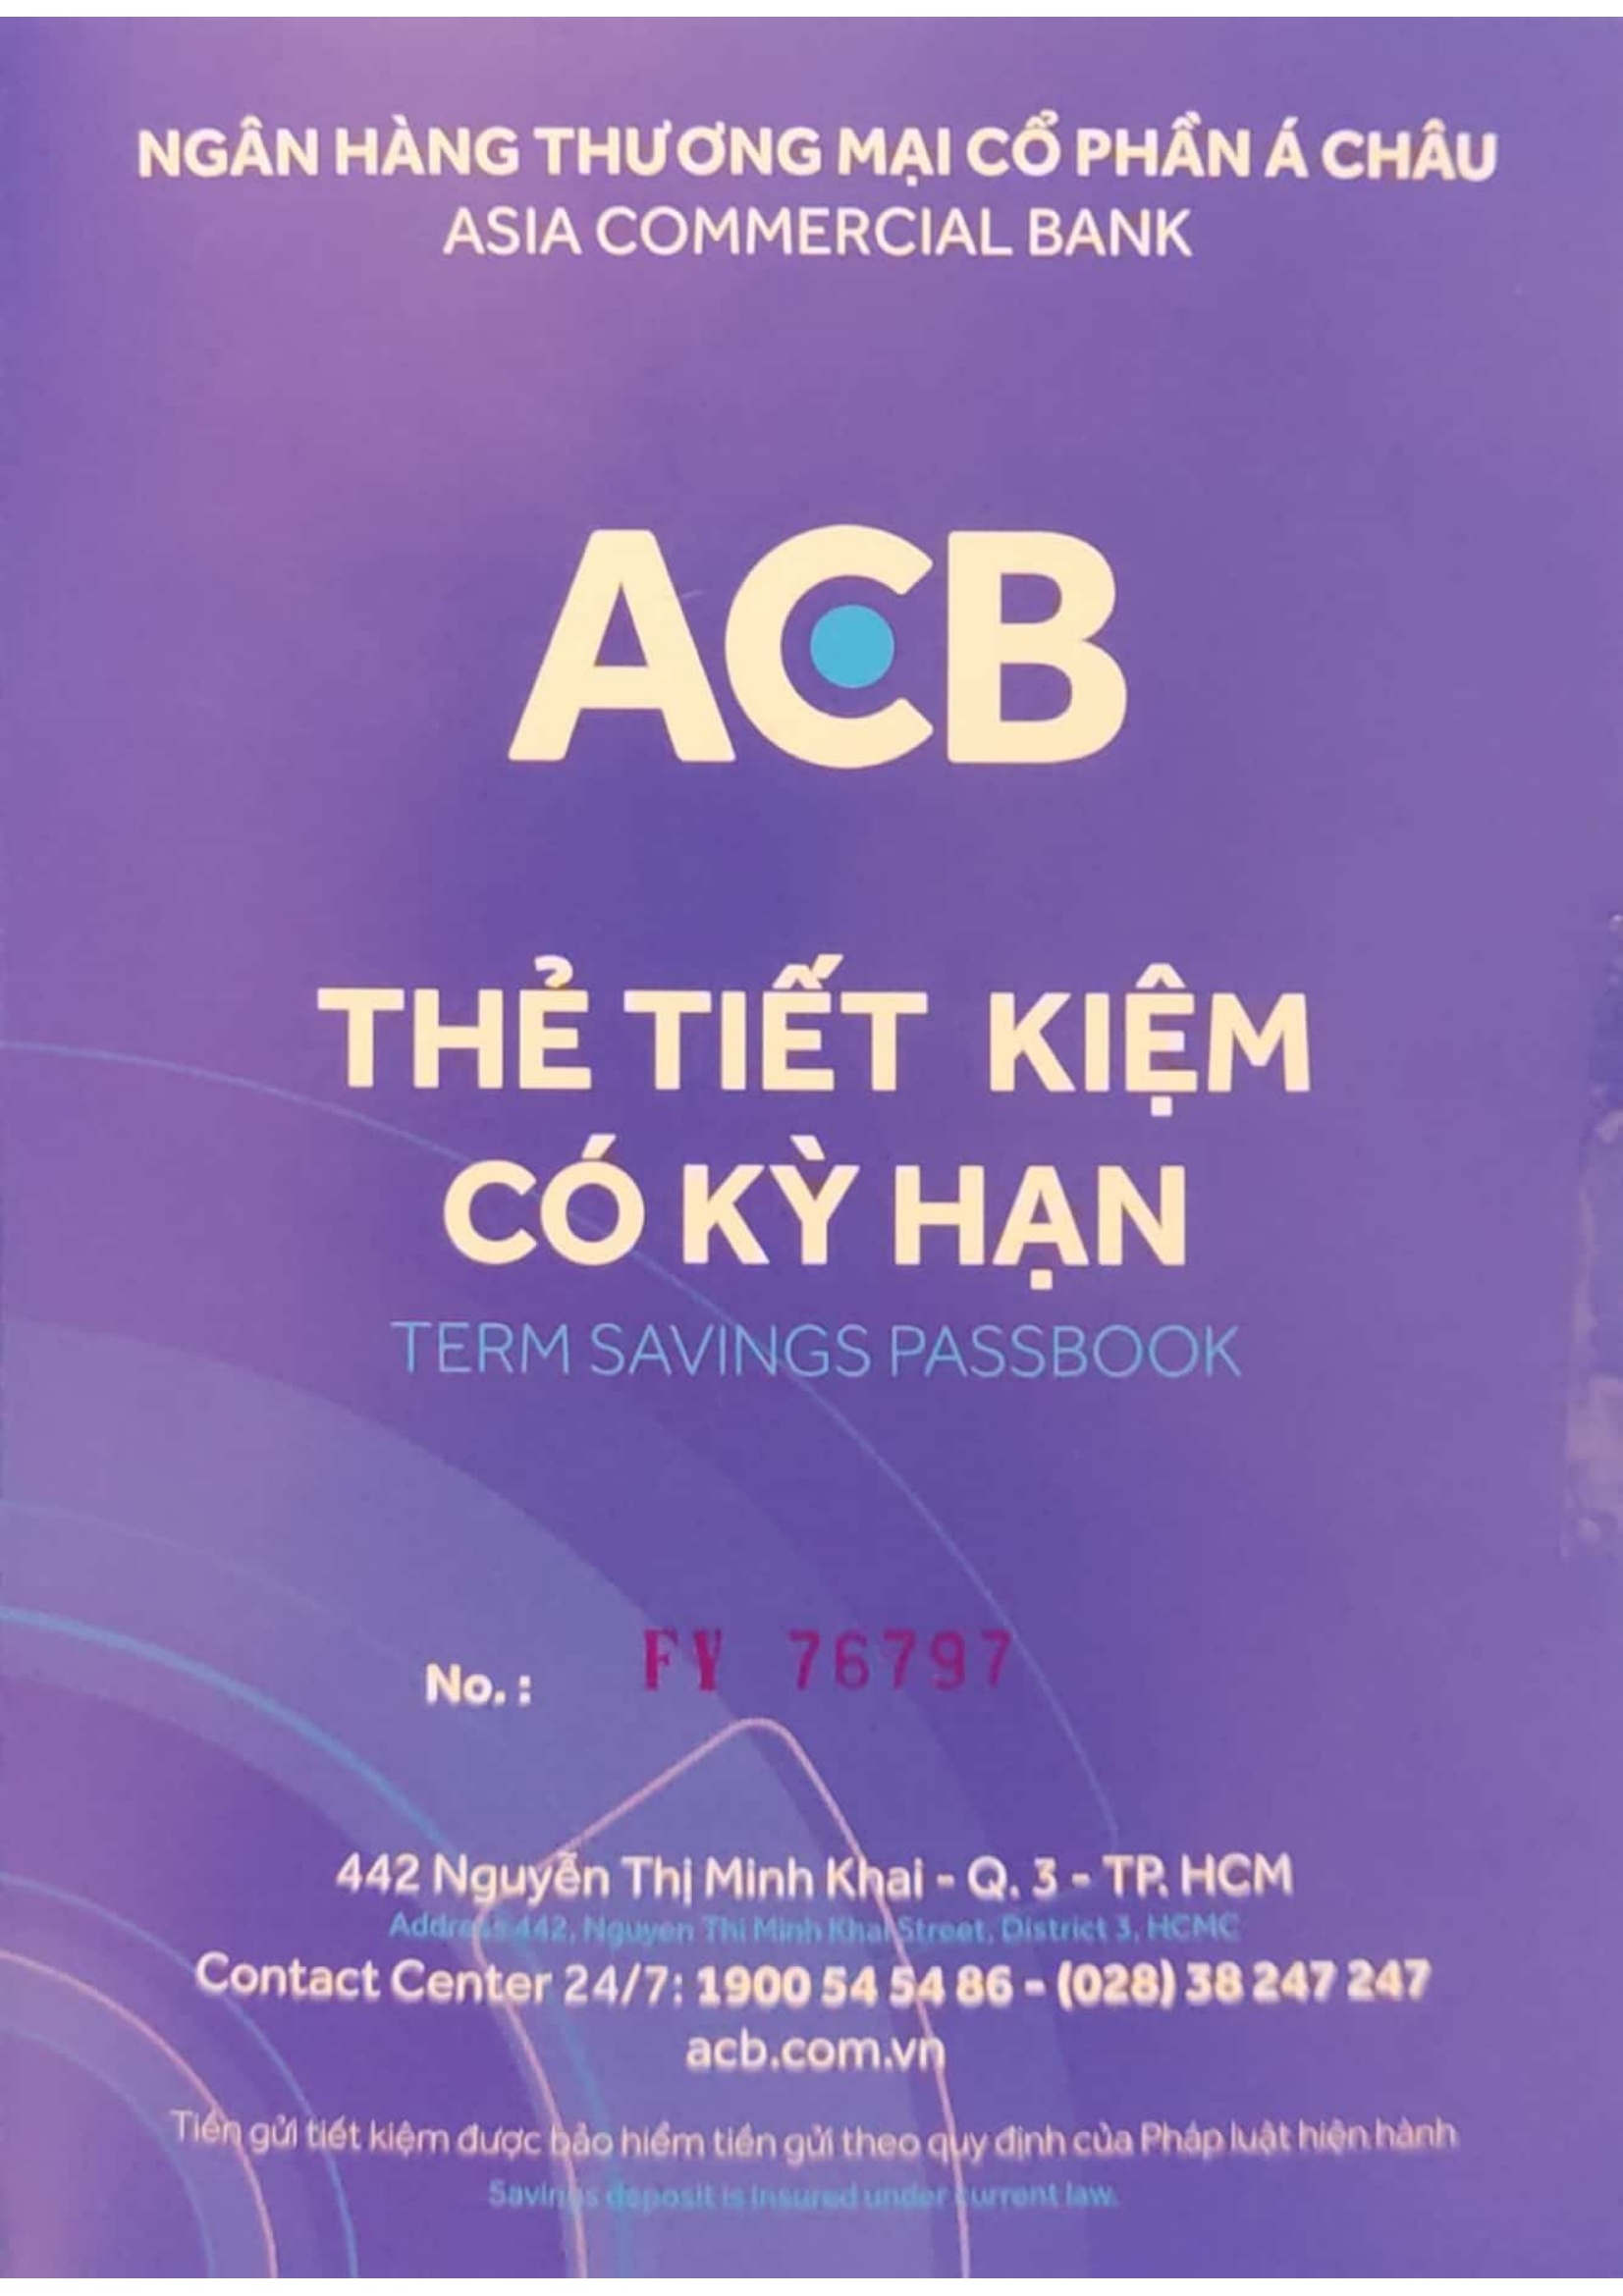 NGÂN HÀNG THƯƠNG MẠI CỔ PHẦN Á CHÂU
ASIA COMMERCIAL BANK
ACB
THẺ TIẾT KIỆM
CÓ KỲ HẠN
TERM SAVINGS PASSBOOK
No. : FY 76797
442 Nguyễn Thị Minh Khai - Q. 3 - TP. HCM
Address 442, Nguyen Thi Minh Khai Street, District 3, HCMC
Contact Center 24/7: 1900 54 54 86 - (028) 38 247 247
acb.com.vn
Tiền gửi tiết kiệm được bảo hiểm tiền gửi theo quy định của Pháp luật hiện hành
Savings deposit is insured under current law.